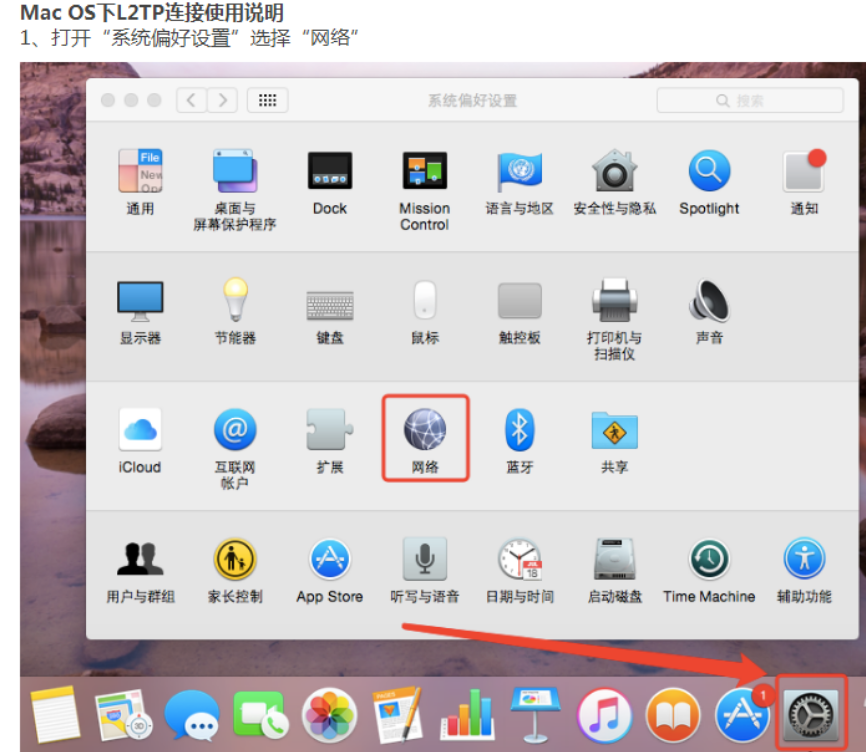 Mac OS下L2TP连接使用说明
1、打开“系统偏好设置”选择“网络”
系统偏好设置
搜索
File
New
Ope
通用
桌面与
屏幕保护程序
Dock
Mission
Control
语言与地区
安全性与隐私
Spotlight
通知
显示器
节能器
键盘
鼠标
触控板
打印机与
扫描仪
声音
iCloud
互联网
帐户
扩展
网络
蓝牙
共享
用户与群组
家长控制
App Store
听写与语音
18
日期与时间
启动磁盘
Time Machine
辅助功能
3D
PAGES
1